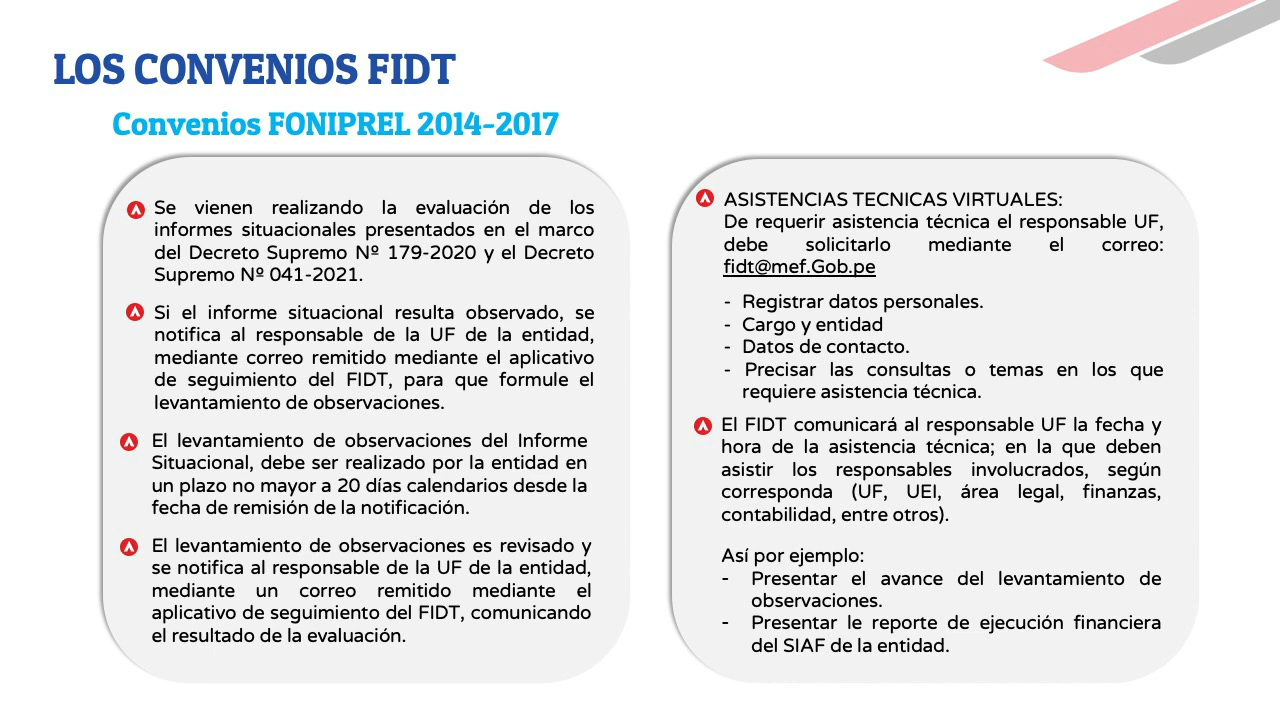 LOS CONVENIOS FIDT
Convenios FONIPREL 2014-2017
Se vienen realizando la evaluación de los
informes situacionales presentados en el marco
del Decreto Supremo Nº 179-2020 y el Decreto
Supremo Nº 041-2021.
Si el informe situacional resulta observado, se
notifica al responsable de la UF de la entidad,
mediante correo remitido mediante el aplicativo
de seguimiento del FIDT, para que formule el
levantamiento de observaciones.
El levantamiento de observaciones del Informe
Situacional, debe ser realizado por la entidad en
un plazo no mayor a 20 días calendarios desde la
fecha de remisión de la notificación.
El levantamiento de observaciones es revisado y
se notifica al responsable de la UF de la entidad,
mediante un correo remitido mediante el
aplicativo de seguimiento del FIDT, comunicando
el resultado de la evaluación.
ASISTENCIAS TECNICAS VIRTUALES:
De requerir asistencia técnica el responsable UF,
debe solicitarlo mediante el correo:
fidt@mef.Gob.pe
- Registrar datos personales.
- Cargo y entidad
- Datos de contacto.
- Precisar las consultas o temas en los que
requiere asistencia técnica.
El FIDT comunicará al responsable UF la fecha y
hora de la asistencia técnica; en la que deben
asistir los responsables involucrados, según
corresponda (UF, UEI, área legal, finanzas,
contabilidad, entre otros).
Así por ejemplo:
- Presentar el avance del levantamiento de
observaciones.
- Presentar le reporte de ejecución financiera
del SIAF de la entidad.